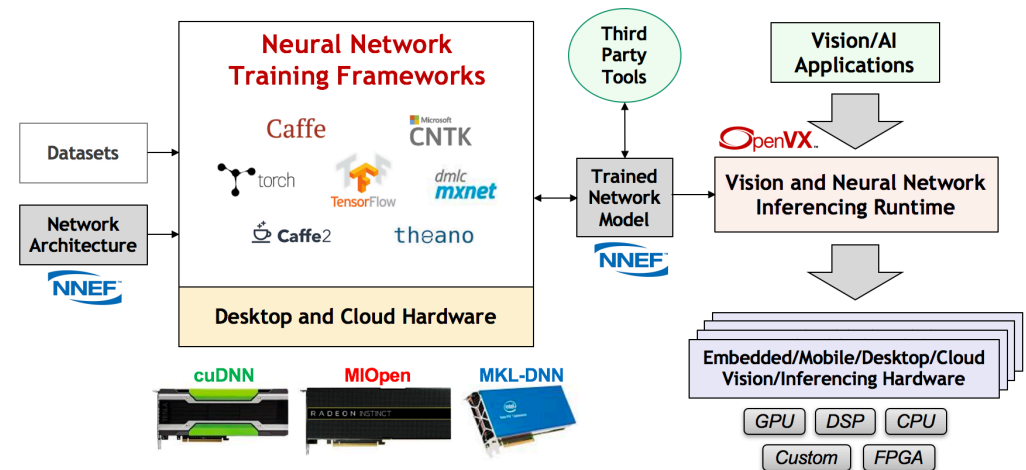 Neural Network
Training Frameworks
Caffe
Microsoft
CNTK
torch
TensorFlow
dmlc
mxnet
Caffe2
theano
Desktop and Cloud Hardware
Datasets
Network
Architecture
NNEF
cuDNN
MIOpen
RADEON INSTINCT
MKL-DNN
intel
Third
Party
Tools
Trained
Network
Model
NNEF
Vision/AI
Applications
OpenVX
Vision and Neural Network
Inferencing Runtime
Embedded/Mobile/Desktop/Cloud
Vision/Inferencing Hardware
GPU
DSP
CPU
Custom
FPGA